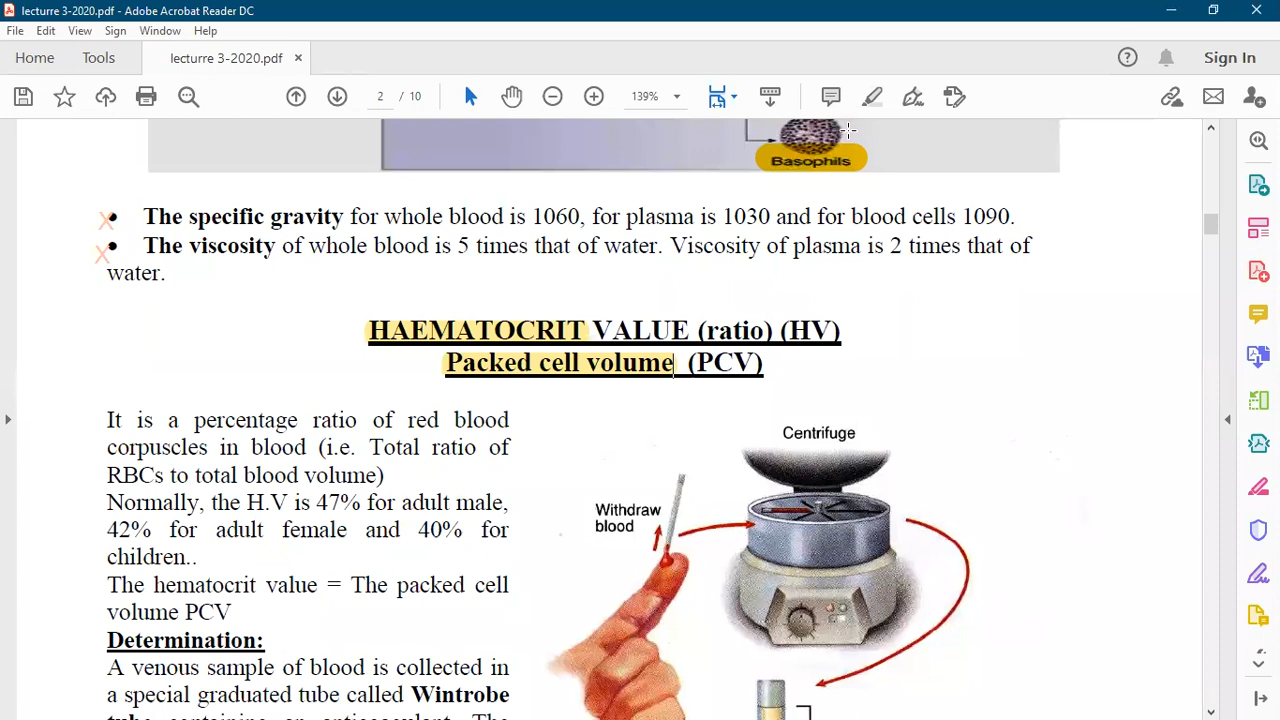 lecturre 3-2020.pdf - Adobe Acrobat Reader DC
File Edit View Sign Window Help
Home Tools lecturre 3-2020.pdf × Sign In
2 / 10 139%
Basophils
X • The specific gravity for whole blood is 1060, for plasma is 1030 and for blood cells 1090.
X • The viscosity of whole blood is 5 times that of water. Viscosity of plasma is 2 times that of
water.
HAEMATOCRIT VALUE (ratio) (HV)
Packed cell volume (PCV)
It is a percentage ratio of red blood
corpuscles in blood (i.e. Total ratio of
RBCs to total blood volume)
Normally, the H.V is 47% for adult male,
42% for adult female and 40% for
children..
The hematocrit value = The packed cell
volume PCV
Determination:
A venous sample of blood is collected in
a special graduated tube called Wintrobe
tube containing an anticoagulant. The
Centrifuge
Withdraw
blood